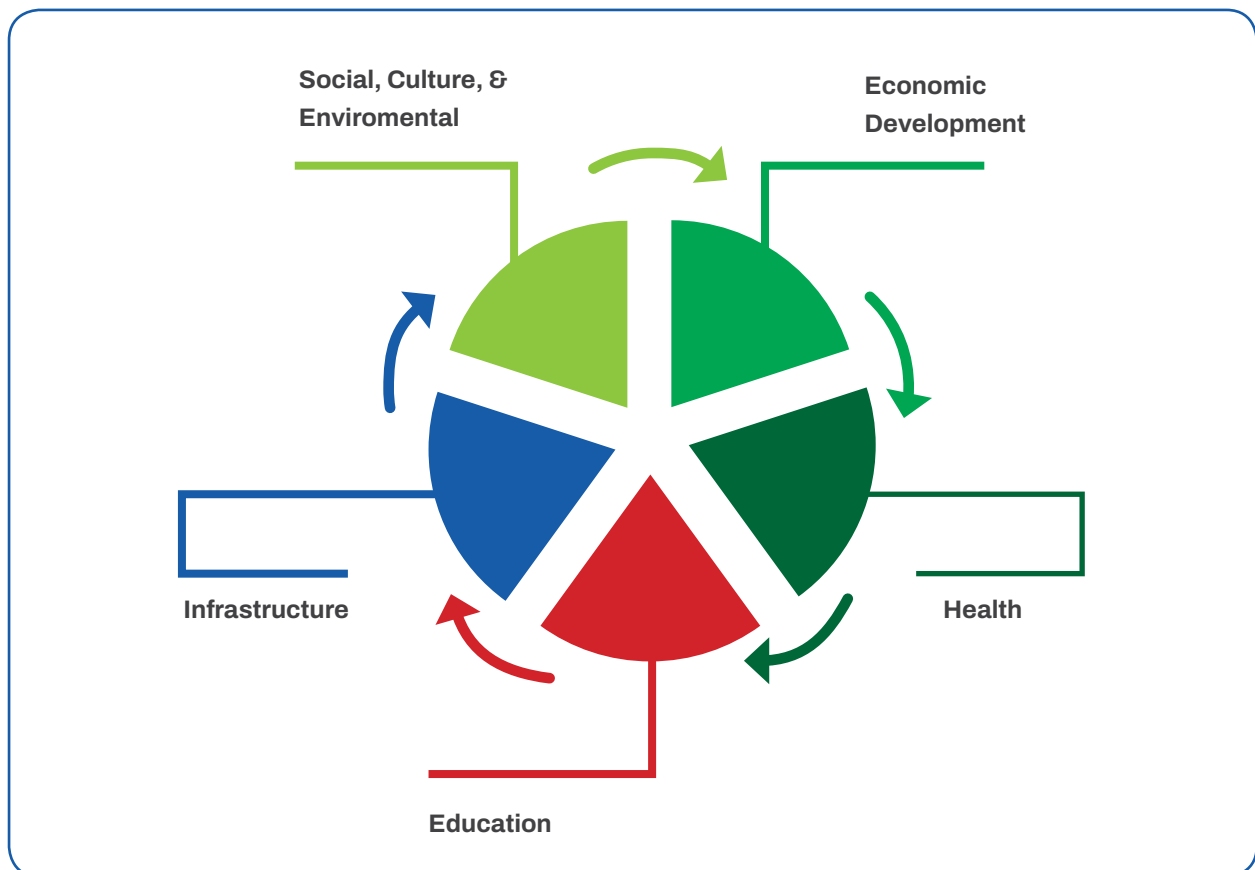 Social, Culture, &
Enviromental
Economic
Development
Infrastructure
Health
Education